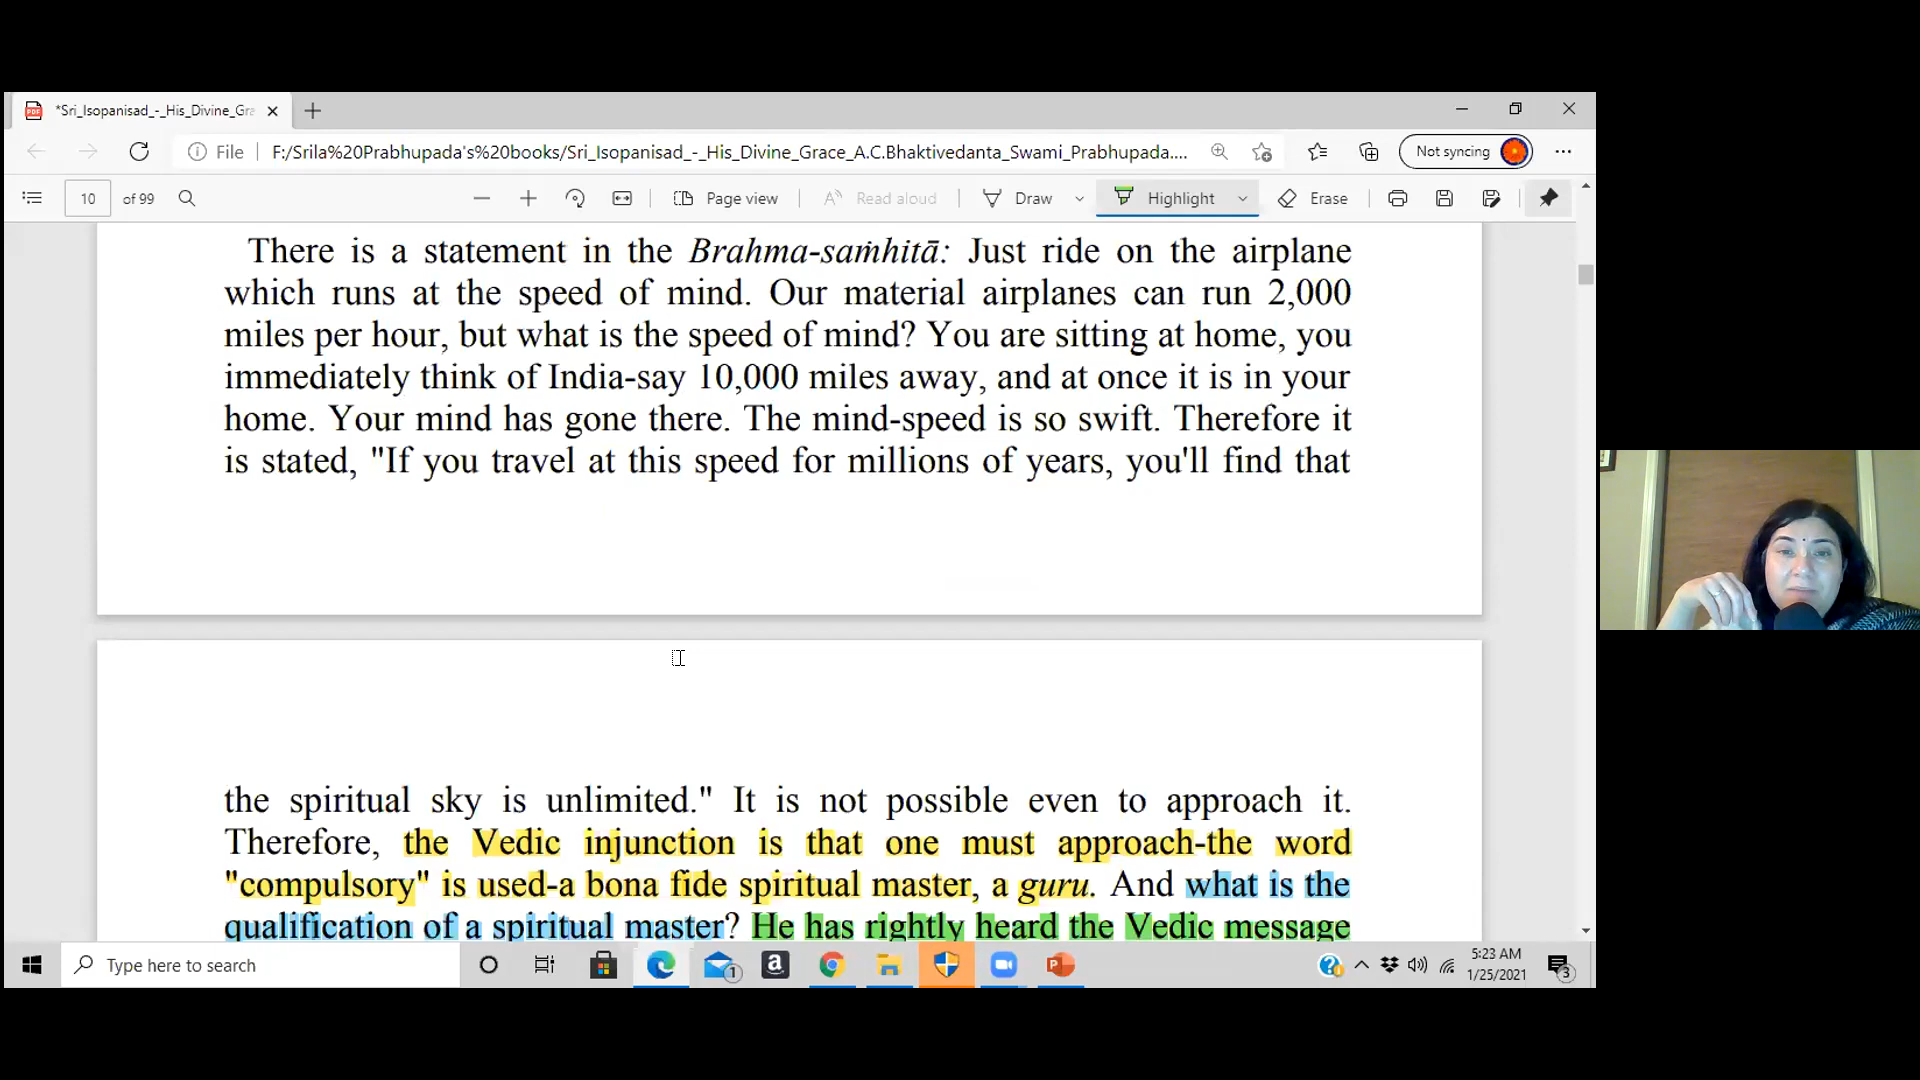 *Sri_Isopanisad_-_His_Divine_Gra
File
F:/Srila%20Prabhupada's%20books/Sri_Isopanisad_-_His_Divine_Grace_A.C.Bhaktivedanta_Swami_Prabhupada....
Not syncing
10 of 99
Page view
Read aloud
Draw
Highlight
Erase
There is a statement in the Brahma-saṁhitā: Just ride on the airplane
which runs at the speed of mind. Our material airplanes can run 2,000
miles per hour, but what is the speed of mind? You are sitting at home, you
immediately think of India-say 10,000 miles away, and at once it is in your
home. Your mind has gone there. The mind-speed is so swift. Therefore it
is stated, "If you travel at this speed for millions of years, you'll find that
the spiritual sky is unlimited." It is not possible even to approach it.
Therefore, the Vedic injunction is that one must approach-the word
"compulsory" is used-a bona fide spiritual master, a guru. And what is the
qualification of a spiritual master? He has rightly heard the Vedic message
Type here to search
1
5:23 AM
1/25/2021
3